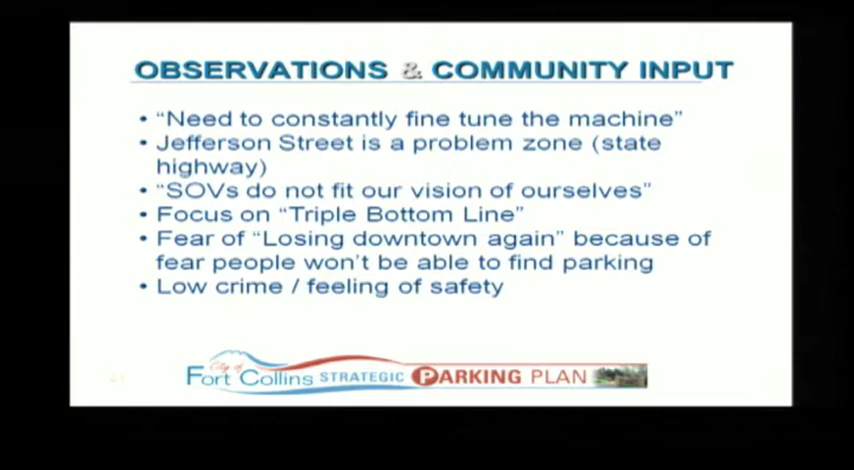 OBSERVATIONS & COMMUNITY INPUT
• "Need to constantly fine tune the machine"
• Jefferson Street is a problem zone (state
highway)
• "SOVs do not fit our vision of ourselves"
• Focus on "Triple Bottom Line"
• Fear of "Losing downtown again" because of
fear people won't be able to find parking
• Low crime / feeling of safety
City of
Fort Collins STRATEGIC PARKING PLAN